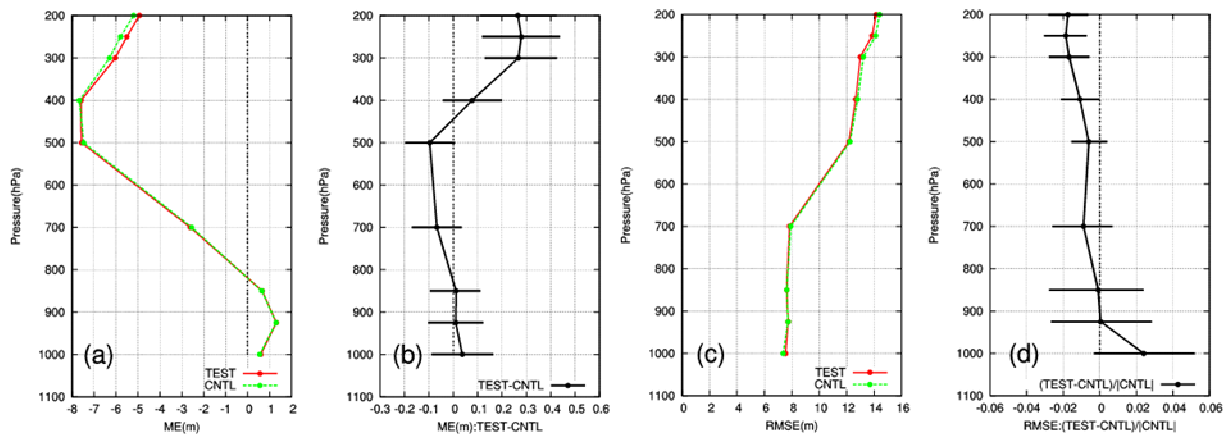 200
300
400
500
600
700
800
900
1000
1100
Pressure(hPa)
(a)
TEST
CNTL
-8 -7 -6 -5 -4 -3 -2 -1 0 1 2
ME(m)
200
300
400
500
600
700
800
900
1000
1100
Pressure(hPa)
(b)
TEST-CNTL
-0.3 -0.2 -0.1 0 0.1 0.2 0.3 0.4 0.5 0.6
ME(m):TEST-CNTL
200
300
400
500
600
700
800
900
1000
1100
Pressure(hPa)
(c)
TEST
CNTL
0 2 4 6 8 10 12 14 16
RMSE(m)
200
300
400
500
600
700
800
900
1000
1100
Pressure(hPa)
(d)
(TEST-CNTL)/|CNTL|
-0.06 -0.04 -0.02 0 0.02 0.04 0.06
RMSE:(TEST-CNTL)/|CNTL|